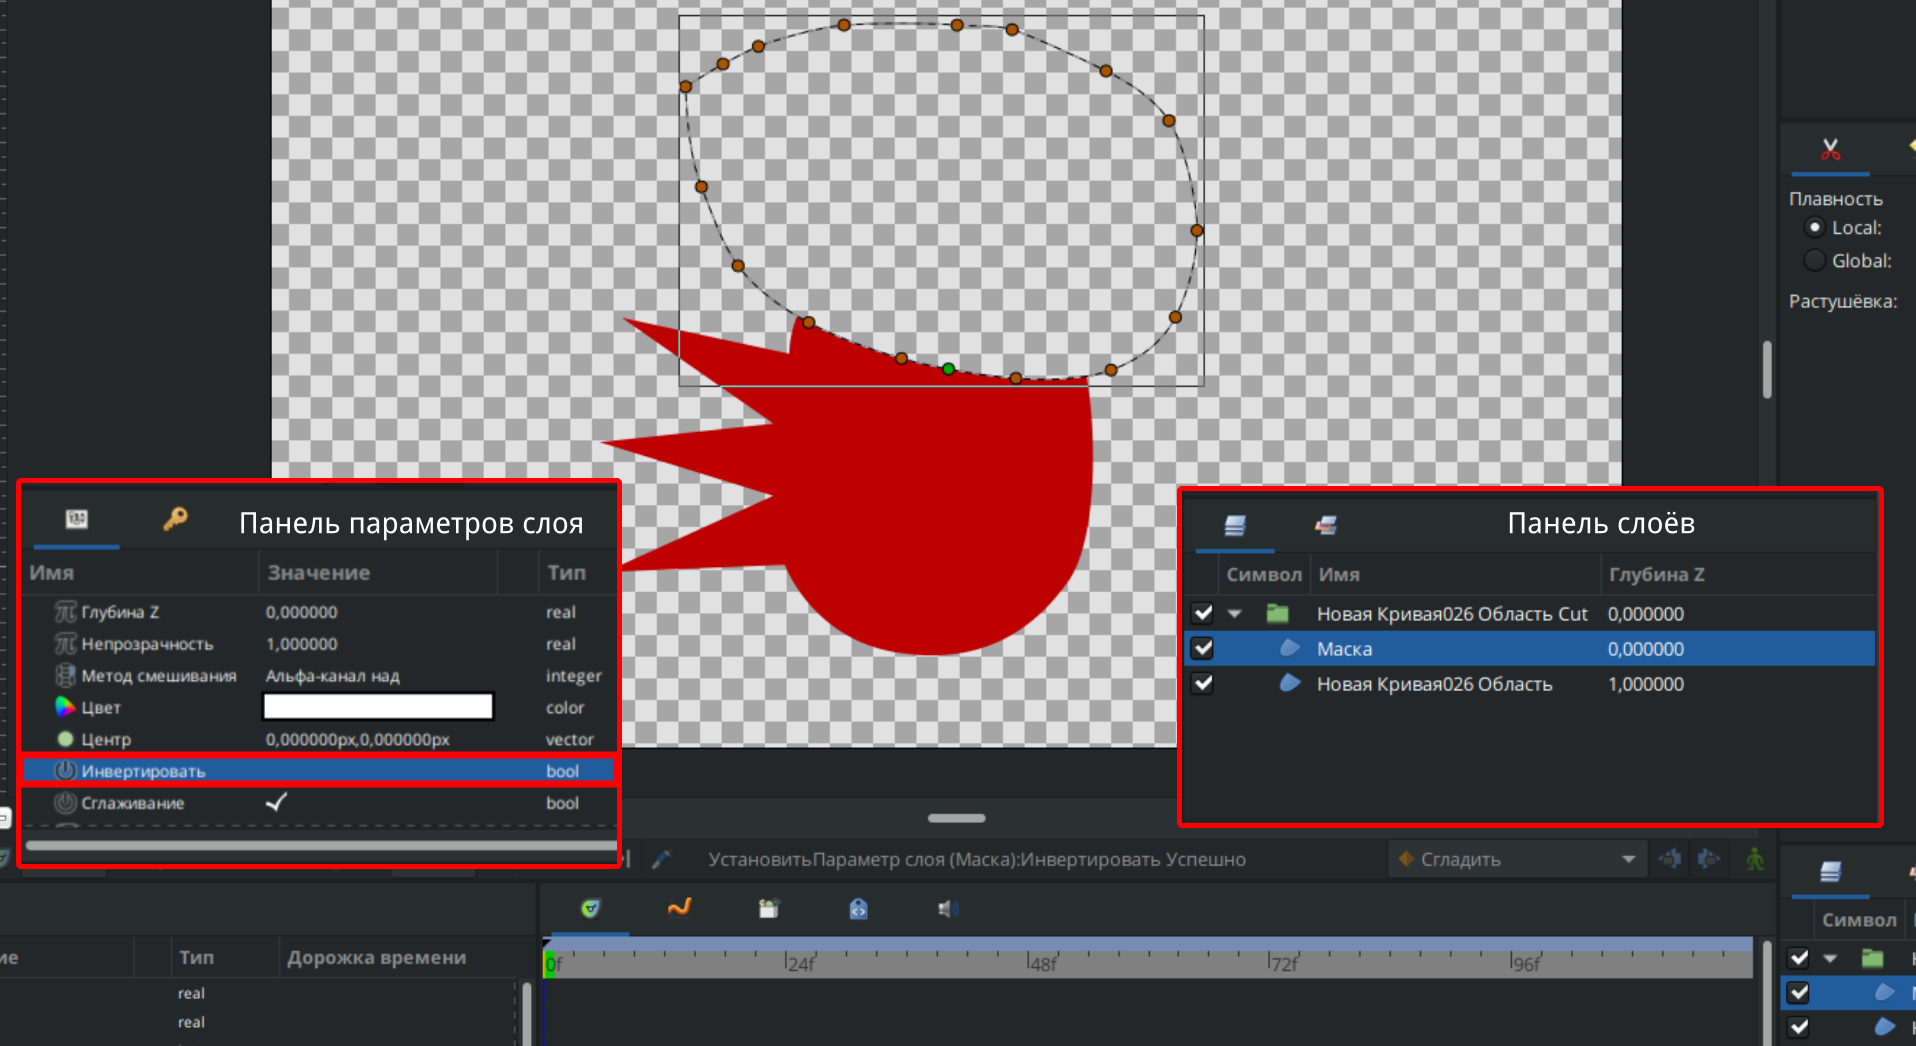 Плавность
Local:
Global:
Растушёвка:
Панель параметров слоя
Имя Значение Тип
Глубина Z 0,000000 real
Непрозрачность 1,000000 real
Метод смешивания Альфа-канал над integer
Цвет color
Центр 0,000000px,0,000000px vector
Инвертировать bool
Сглаживание bool
Панель слоёв
Символ Имя Глубина Z
Новая Кривая026 Область Cut 0,000000
Маска 0,000000
Новая Кривая026 Область 1,000000
УстановитьПараметр слоя (Маска):Инвертировать Успешно
Сгладить
Символ
ие Тип Дорожка времени
0f 24f 48f 72f 96f
real
real